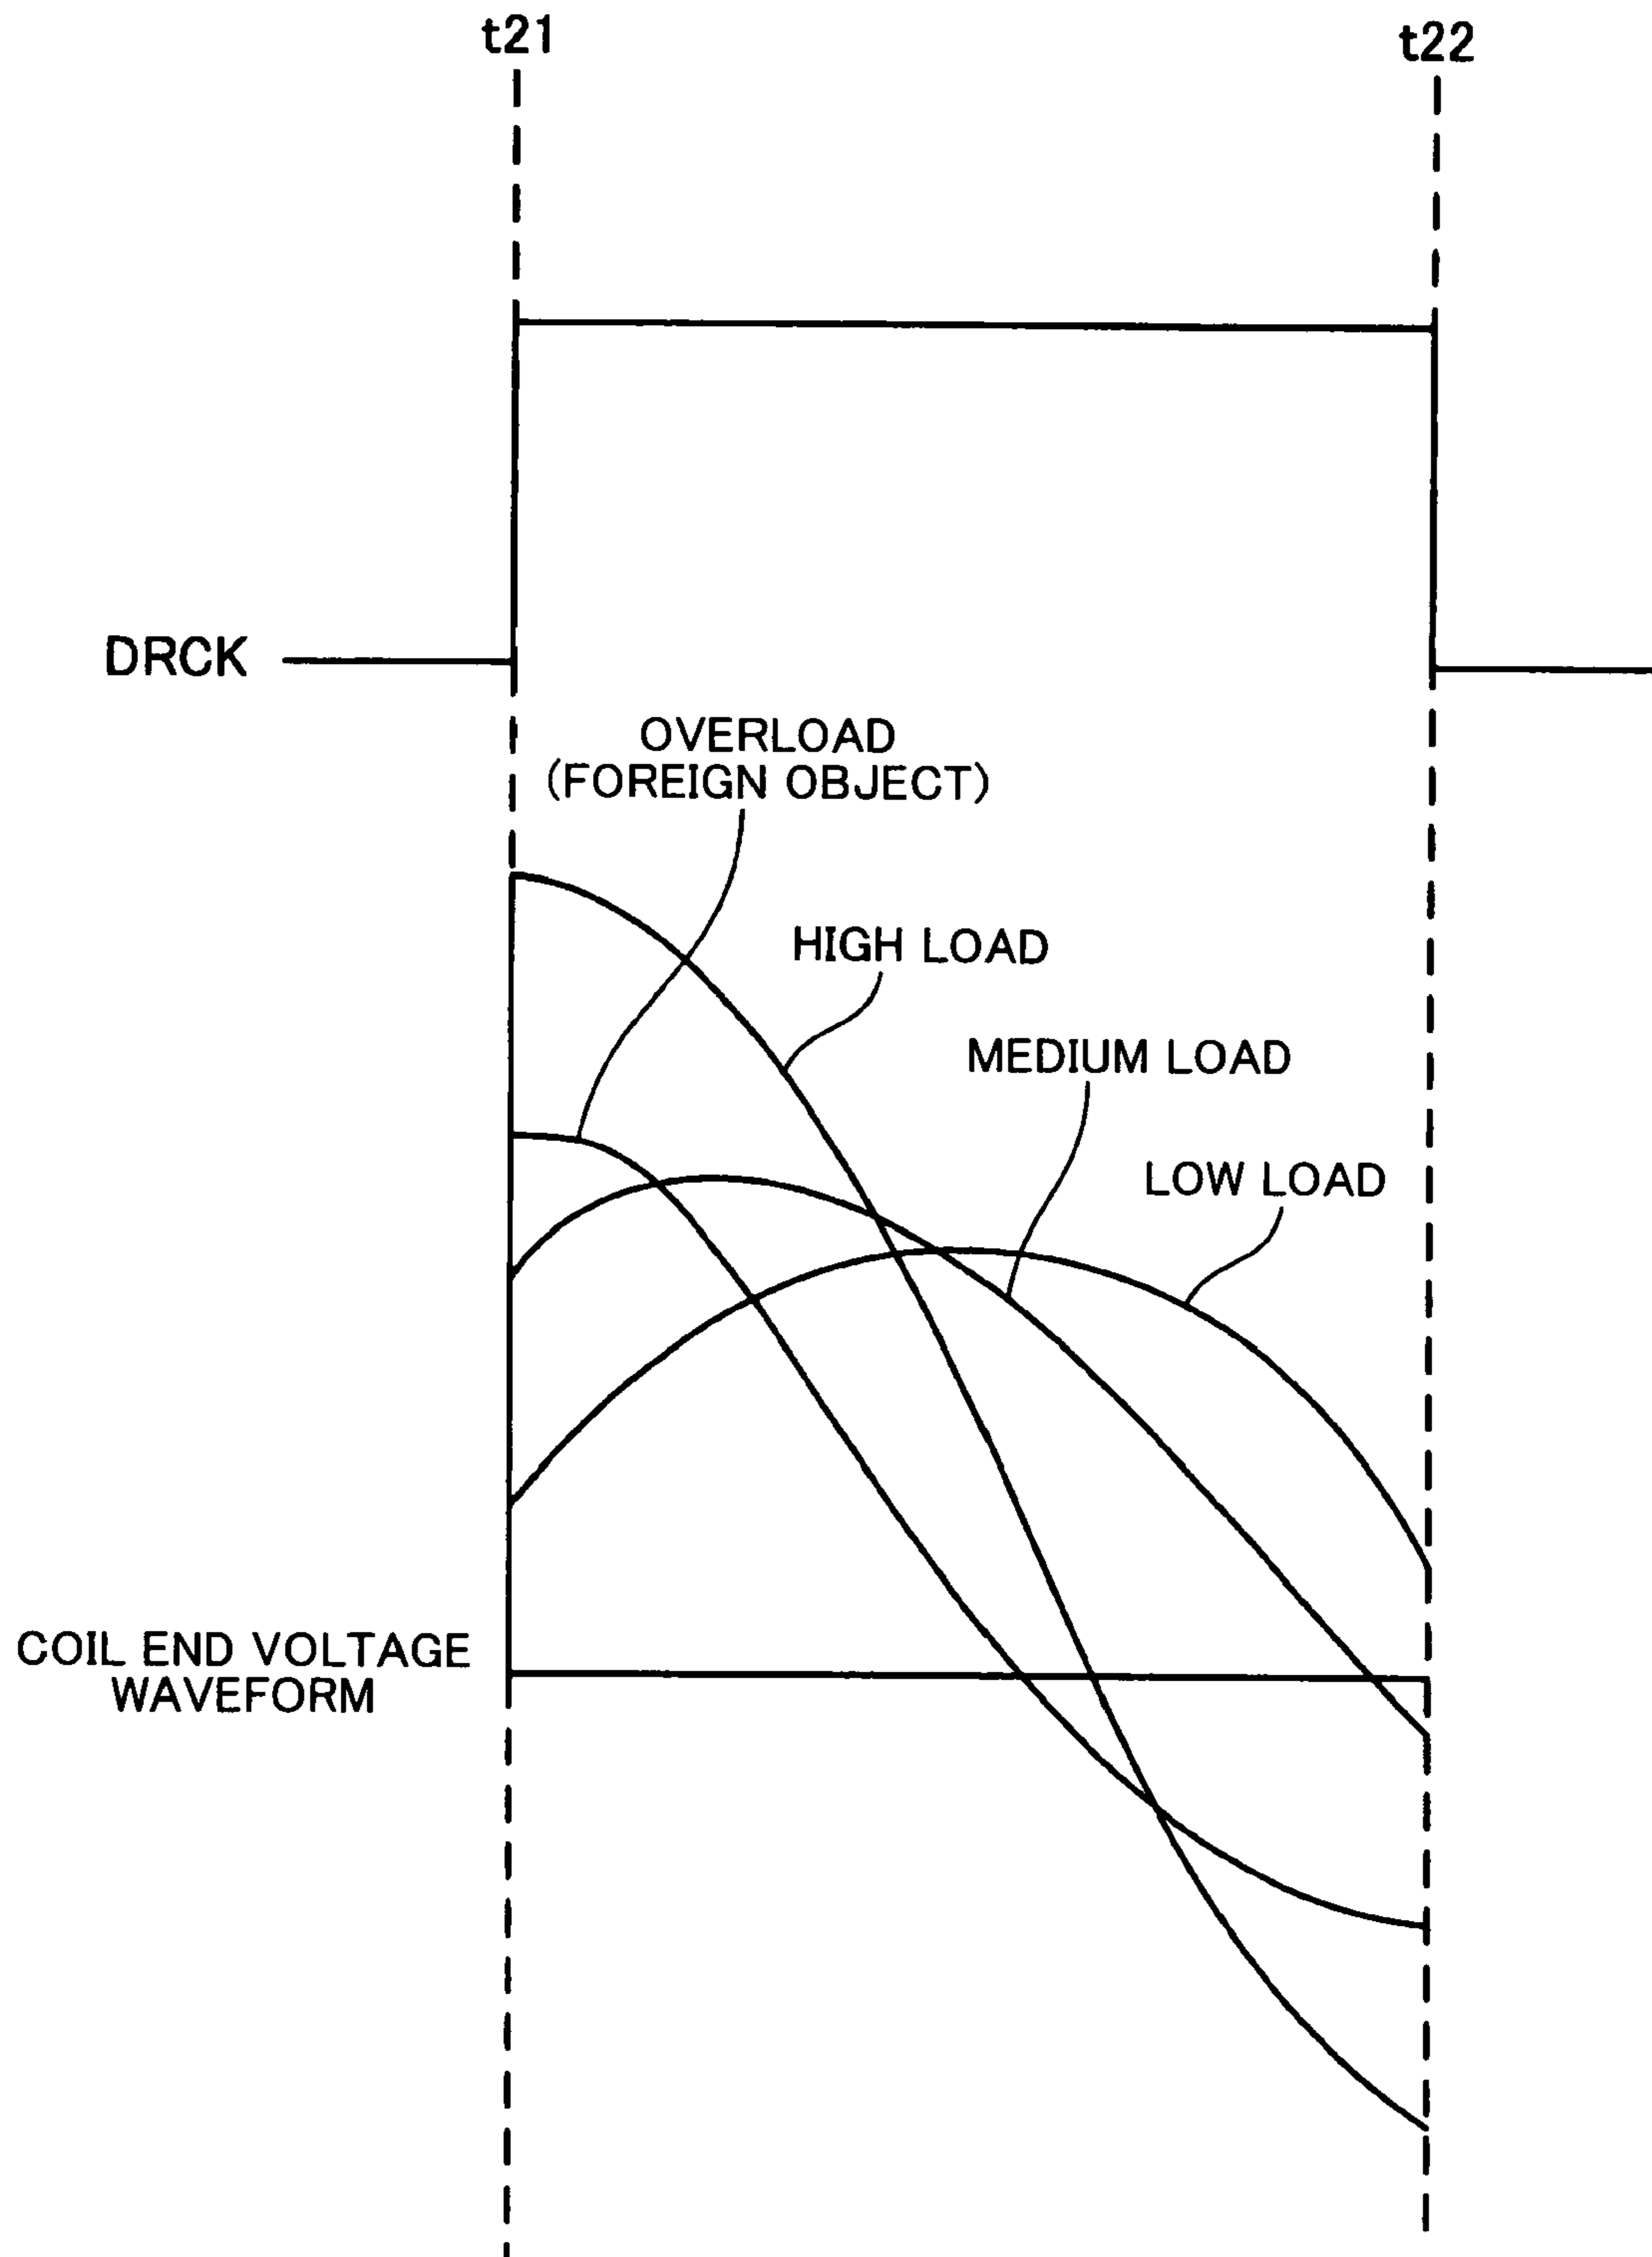 t21
t22
DRCK
OVERLOAD
(FOREIGN OBJECT)
HIGH LOAD
MEDIUM LOAD
LOW LOAD
COIL END VOLTAGE
WAVEFORM